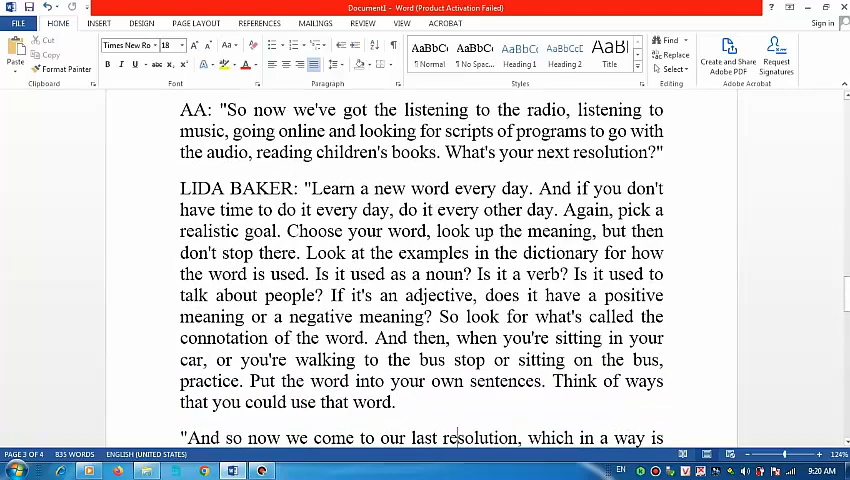 Document1 - Word (Product Activation Failed)
FILE HOME INSERT DESIGN PAGE LAYOUT REFERENCES MAILINGS REVIEW VIEW ACROBAT Sign in
Cut
Copy
Format Painter
Paste
Clipboard
Times New Ro 18
Font
Paragraph
AaBbC AaBbC AaBbC AaBbC AaBl
¶ Normal ¶ No Spac... Heading 1 Heading 2 Title
Styles
Find
Replace
Select
Editing
Create and Share Adobe PDF
Request Signatures
Adobe Acrobat
AA: "So now we've got the listening to the radio, listening to
music, going online and looking for scripts of programs to go with
the audio, reading children's books. What's your next resolution?"
LIDA BAKER: "Learn a new word every day. And if you don't
have time to do it every day, do it every other day. Again, pick a
realistic goal. Choose your word, look up the meaning, but then
don't stop there. Look at the examples in the dictionary for how
the word is used. Is it used as a noun? Is it a verb? Is it used to
talk about people? If it's an adjective, does it have a positive
meaning or a negative meaning? So look for what's called the
connotation of the word. And then, when you're sitting in your
car, or you're walking to the bus stop or sitting on the bus,
practice. Put the word into your own sentences. Think of ways
that you could use that word.
"And so now we come to our last resolution, which in a way is
PAGE 3 OF 4 835 WORDS ENGLISH (UNITED STATES) 124%
EN 9:20 AM